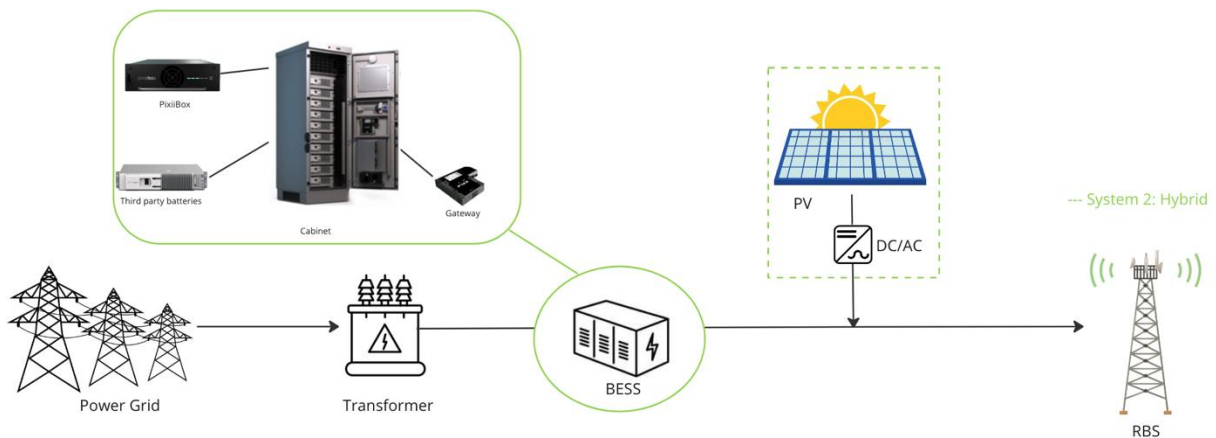 PixiiBox
Third party batteries
Cabinet
Gateway
PV
DC/AC
--- System 2: Hybrid
Power Grid
Transformer
BESS
RBS